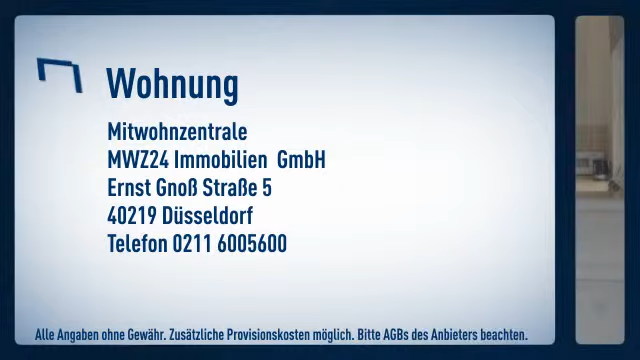 Wohnung
Mitwohnzentrale
MWZ24 Immobilien GmbH
Ernst Gnoß Straße 5
40219 Düsseldorf
Telefon 0211 6005600
Alle Angaben ohne Gewähr. Zusätzliche Provisionskosten möglich. Bitte AGBs des Anbieters beachten.